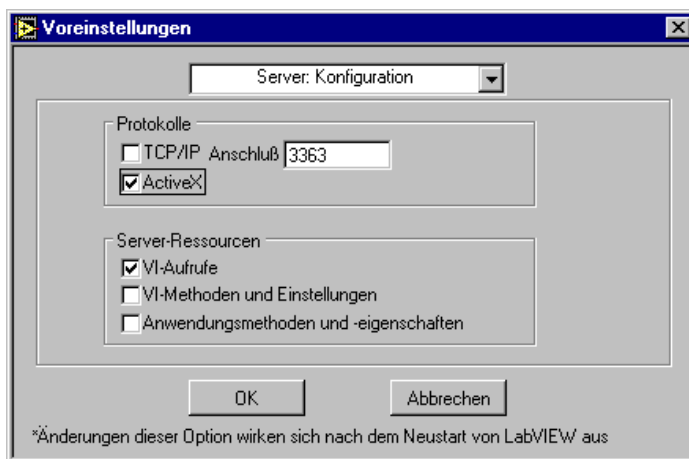 Voreinstellungen
Server: Konfiguration
Protokolle
TCP/IP Anschluß 3363
ActiveX
Server-Ressourcen
VI-Aufrufe
VI-Methoden und Einstellungen
Anwendungsmethoden und -eigenschaften
OK Abbrechen
*Änderungen dieser Option wirken sich nach dem Neustart von LabVIEW aus